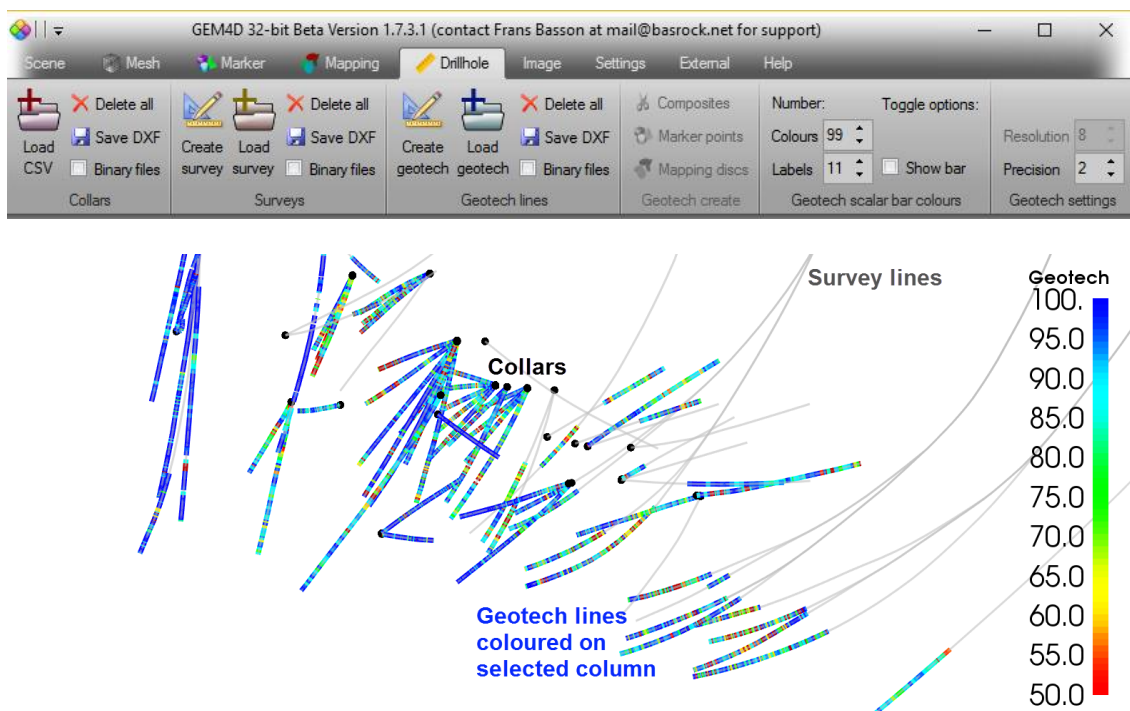 GEM4D 32-bit Beta Version 1.7.3.1 (contact Frans Basson at mail@basrock.net for support)
Scene Mesh Marker Mapping Drillhole Image Settings External Help
Load CSV
Delete all
Save DXF
Binary files
Collars
Create survey
Load survey
Delete all
Save DXF
Binary files
Surveys
Create geotech
Load geotech
Delete all
Save DXF
Binary files
Geotech lines
Composites
Marker points
Mapping discs
Geotech create
Number:
Toggle options:
Colours 99
Labels 11
Show bar
Geotech scalar bar colours
Resolution 8
Precision 2
Geotech settings
Survey lines
Collars
Geotech lines
coloured on
selected column
Geotech
100.
95.0
90.0
85.0
80.0
75.0
70.0
65.0
60.0
55.0
50.0